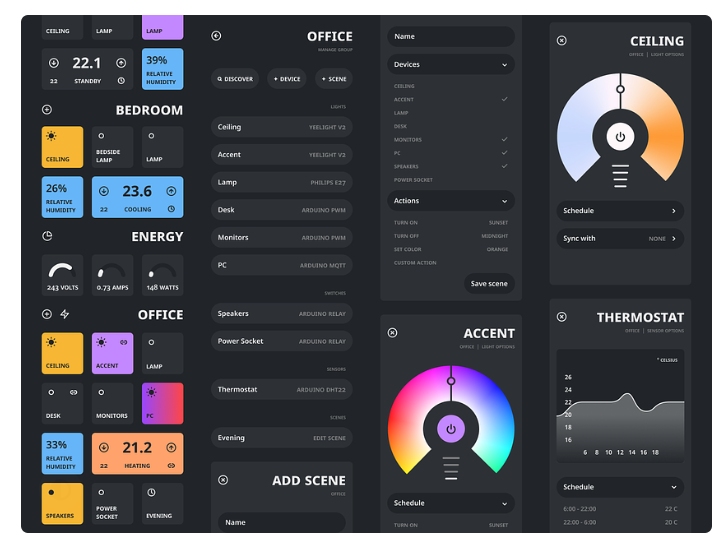 CEILING LAMP LAMP
22.1
22 STANDBY
39%
RELATIVE
HUMIDITY
BEDROOM
CEILING
BEDSIDE
LAMP
LAMP
26%
RELATIVE
HUMIDITY
23.6
22 COOLING
ENERGY
243 VOLTS 0.73 AMPS 148 WATTS
OFFICE
CEILING ACCENT LAMP
DESK MONITORS PC
33%
RELATIVE
HUMIDITY
21.2
22 HEATING
SPEAKERS
POWER
SOCKET
EVENING
OFFICE
MANAGE GROUP
DISCOVER + DEVICE + SCENE
LIGHTS
Ceiling YEELIGHT V2
Accent YEELIGHT V2
Lamp PHILIPS E27
Desk ARDUINO PWM
Monitors ARDUINO PWM
PC ARDUINO MQTT
SWITCHES
Speakers ARDUINO RELAY
Power Socket ARDUINO RELAY
SENSORS
Thermostat ARDUINO DHT22
SCENES
Evening EDIT SCENE
ADD SCENE
OFFICE
Name
Name
Devices
CEILING
ACCENT
LAMP
DESK
MONITORS
PC
SPEAKERS
POWER SOCKET
Actions
TURN ON SUNSET
TURN OFF MIDNIGHT
SET COLOR ORANGE
CUSTOM ACTION
Save scene
ACCENT
OFFICE | LIGHT OPTIONS
Schedule
TURN ON SUNSET
CEILING
OFFICE | LIGHT OPTIONS
Schedule
Sync with NONE
THERMOSTAT
OFFICE | SENSOR OPTIONS
° CELSIUS
26
24
22
20
18
16
6 8 10 12 14 16 18
Schedule
6:00 - 22:00 22 C
22:00 - 6:00 20 C